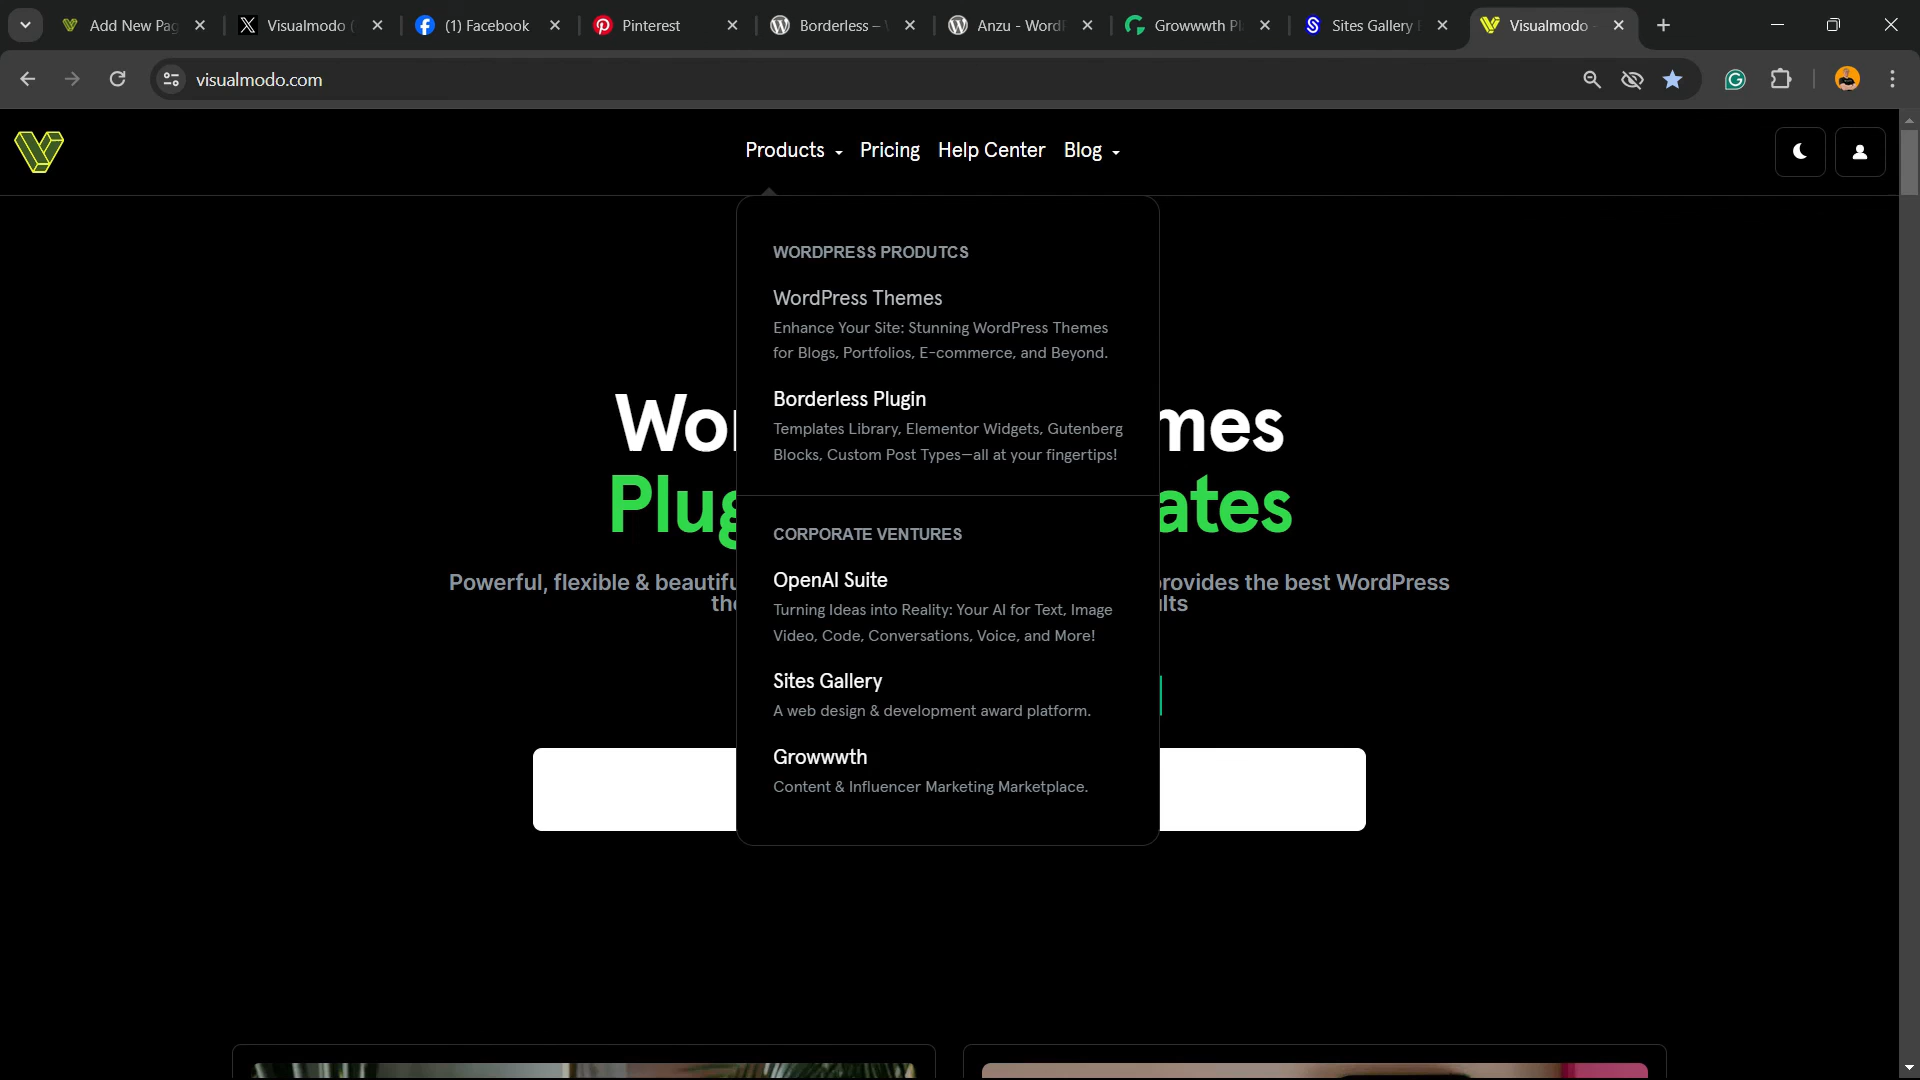 Add New Pag
Visualmodo (
(1) Facebook
Pinterest
Borderless – W
Anzu - WordP
Growwwth Pl
Sites Gallery
Visualmodo -
visualmodo.com
Products
Pricing
Help Center
Blog
WORDPRESS PRODUTCS
WordPress Themes
Enhance Your Site: Stunning WordPress Themes
for Blogs, Portfolios, E-commerce, and Beyond.
Borderless Plugin
Templates Library, Elementor Widgets, Gutenberg
Blocks, Custom Post Types—all at your fingertips!
CORPORATE VENTURES
OpenAI Suite
Turning Ideas into Reality: Your AI for Text, Image
Video, Code, Conversations, Voice, and More!
Sites Gallery
A web design & development award platform.
Growwwth
Content & Influencer Marketing Marketplace.
Wor mes
Plug ates
Powerful, flexible & beautifu rovides the best WordPress
the lts